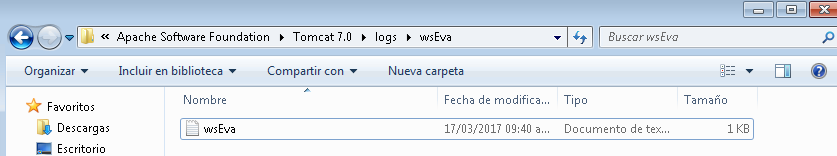 « Apache Software Foundation Tomcat 7.0 logs wsEva Buscar wsEva
Organizar Incluir en biblioteca Compartir con Nueva carpeta
Favoritos
Descargas
Escritorio
Nombre Fecha de modifica... Tipo Tamaño
wsEva 17/03/2017 09:40 a... Documento de tex... 1 KB